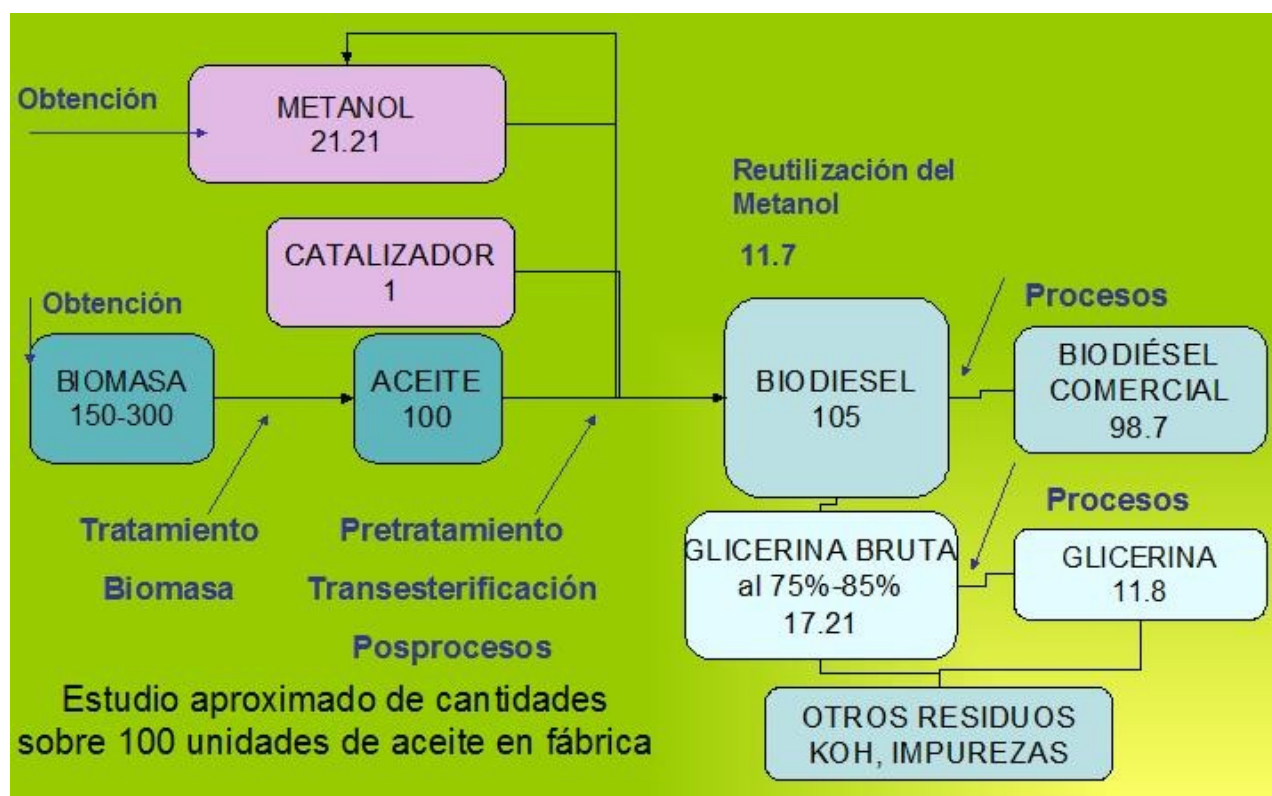 Obtención
METANOL
21.21
CATALIZADOR
1
Obtención
BIOMASA
150-300
ACEITE
100
Tratamiento
Biomasa
Pretratamiento
Transesterificación
Posprocesos
Reutilización del
Metanol
11.7
BIODIESEL
105
Procesos
BIODIÉSEL
COMERCIAL
98.7
GLICERINA BRUTA
al 75%-85%
17.21
Procesos
GLICERINA
11.8
OTROS RESIDUOS
KOH, IMPUREZAS
Estudio aproximado de cantidades
sobre 100 unidades de aceite en fábrica